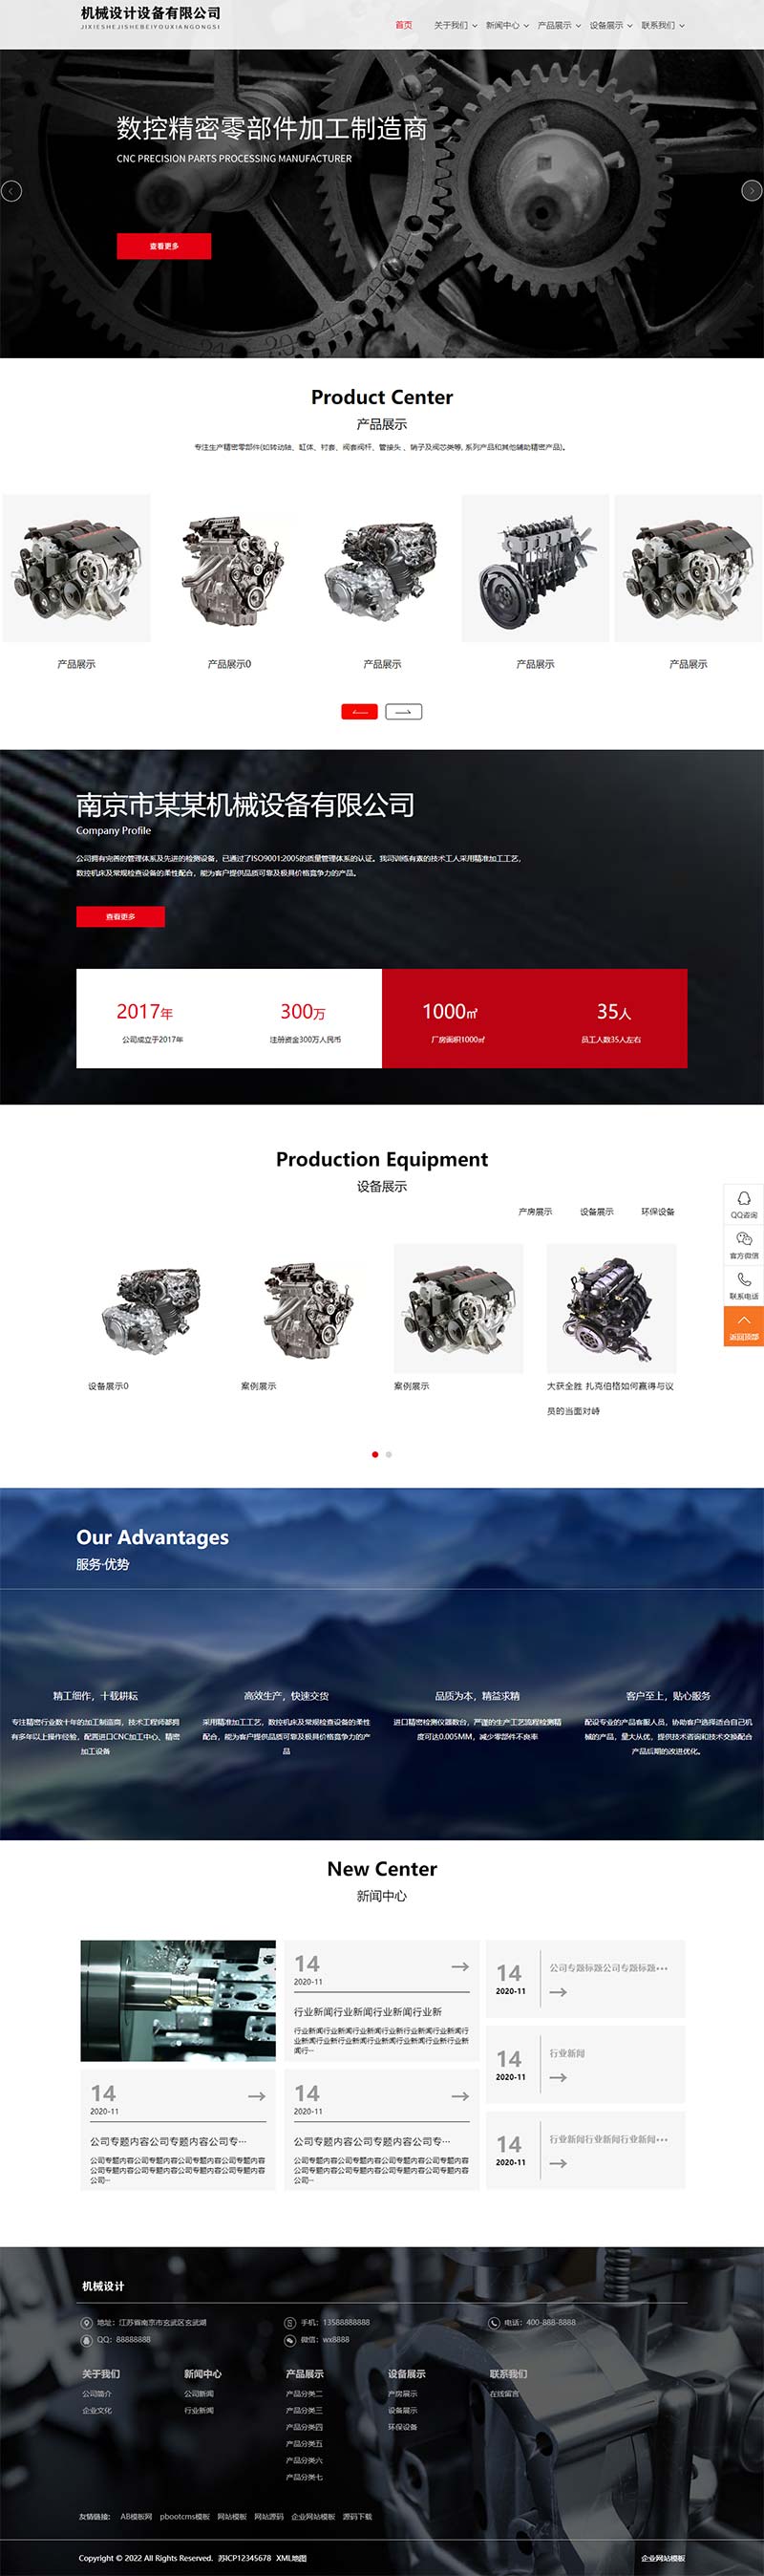 机械设计设备有限公司
JIXIESHEJISHEBEIYOUXIANGONGSI
首页 关于我们 新闻中心 产品展示 设备展示 联系我们
数控精密零部件加工制造商
CNC PRECISION PARTS PROCESSING MANUFACTURER
查看更多
Product Center
产品展示
专注生产精密零部件(如转动轴、缸体、衬套、阀套阀杆、管接头 、销子及阀芯类等, 系列产品和其他辅助精密产品)。
产品展示 产品展示0 产品展示 产品展示 产品展示
南京市某某机械设备有限公司
Company Profile
公司拥有完善的管理体系及先进的检测设备，已通过了ISO9001:2005的质量管理体系的认证。我司训练有素的技术工人采用精准加工工艺，
数控机床及常规检查设备的柔性配合，能为客户提供品质可靠及极具价格竞争力的产品。
查看更多
2017年 300万 1000㎡ 35人
公司成立于2017年 注册资金300万人民币 厂房面积1000㎡ 员工人数35人左右
Production Equipment
设备展示
产房展示 设备展示 环保设备
QQ咨询
官方微信
联系电话
返回顶部
设备展示0 案例展示 案例展示 大获全胜 扎克伯格如何赢得与议
员的当面对峙
Our Advantages
服务·优势
精工细作，十载耕耘
专注精密行业数十年的加工制造商，技术工程师都拥
有多年以上操作经验，配置进口CNC加工中心、精密
加工设备
高效生产，快速交货
采用精准加工工艺，数控机床及常规检查设备的柔性
配合，能为客户提供品质可靠及极具价格竞争力的产
品
品质为本，精益求精
进口精密检测仪器数台，严谨的生产工艺流程检测精
度可达0.005MM，减少零部件不良率
客户至上，贴心服务
配设专业的产品客服人员，协助客户选择适合自己机
械的产品，量大从优，提供技术咨询和技术交换配合
产品后期的改进优化。
New Center
新闻中心
14
2020-11
行业新闻行业新闻行业新闻行业新
行业新闻行业新闻行业新闻行业新行业新闻行业新闻行
业新闻行业新行业新闻行业新闻行业新闻行业新行业新
闻行...
14
2020-11
公司专题标题公司专题标题...
14
2020-11
行业新闻
14
2020-11
行业新闻行业新闻行业新闻...
14
2020-11
公司专题内容公司专题内容公司专...
公司专题内容公司专题内容公司专题内容公司专题内容
公司专题内容公司专题内容公司专题内容公司专题内容
公司...
14
2020-11
公司专题内容公司专题内容公司专...
公司专题内容公司专题内容公司专题内容公司专题内容
公司专题内容公司专题内容公司专题内容公司专题内容
公司...
机械设计
地址：江苏省南京市玄武区玄武湖 手机：13588888888 电话：400-888-8888
QQ：88888888 微信：wx8888
关于我们
公司简介
企业文化
新闻中心
公司新闻
行业新闻
产品展示
产品分类二
产品分类三
产品分类四
产品分类五
产品分类六
产品分类七
设备展示
产房展示
设备展示
环保设备
联系我们
在线留言
友情链接： AB模板网 pbootcms模板 网站模板 网站源码 企业网站模板 源码下载
Copyright © 2022 All Rights Reserved. 苏ICP12345678 XML地图 企业网站模板